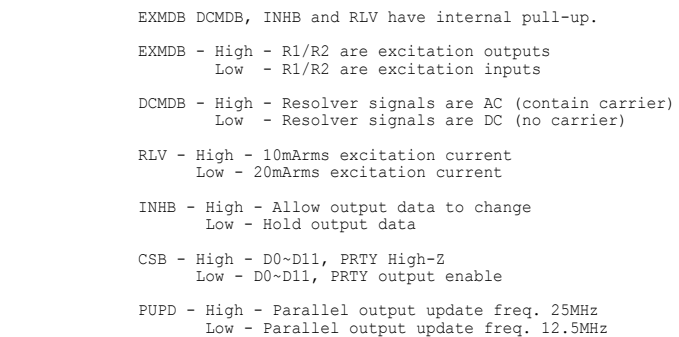 EXMDB DCMDB, INHB and RLV have internal pull-up.
EXMDB - High - R1/R2 are excitation outputs
Low - R1/R2 are excitation inputs
DCMDB - High - Resolver signals are AC (contain carrier)
Low - Resolver signals are DC (no carrier)
RLV - High - 10mArms excitation current
Low - 20mArms excitation current
INHB - High - Allow output data to change
Low - Hold output data
CSB - High - D0~D11, PRTY High-Z
Low - D0~D11, PRTY output enable
PUPD - High - Parallel output update freq. 25MHz
Low - Parallel output update freq. 12.5MHz